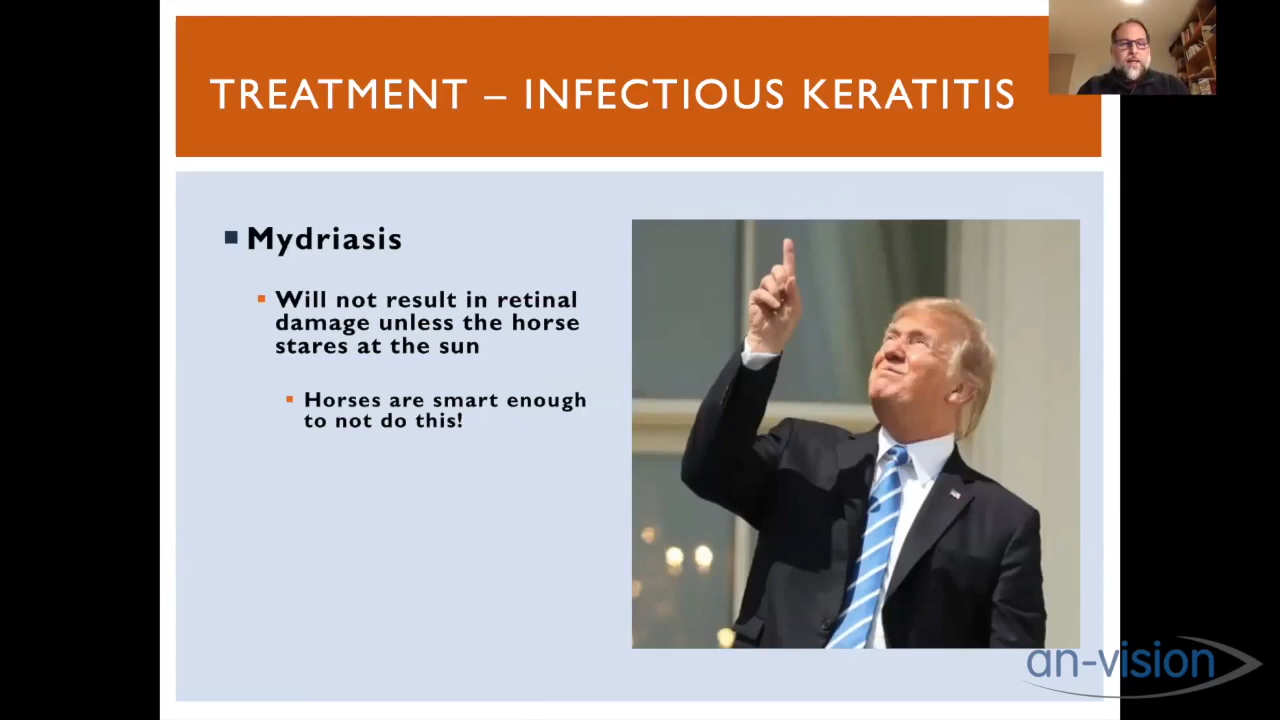 TREATMENT – INFECTIOUS KERATITIS
Mydriasis
Will not result in retinal
damage unless the horse
stares at the sun
Horses are smart enough
to not do this!
an-vision